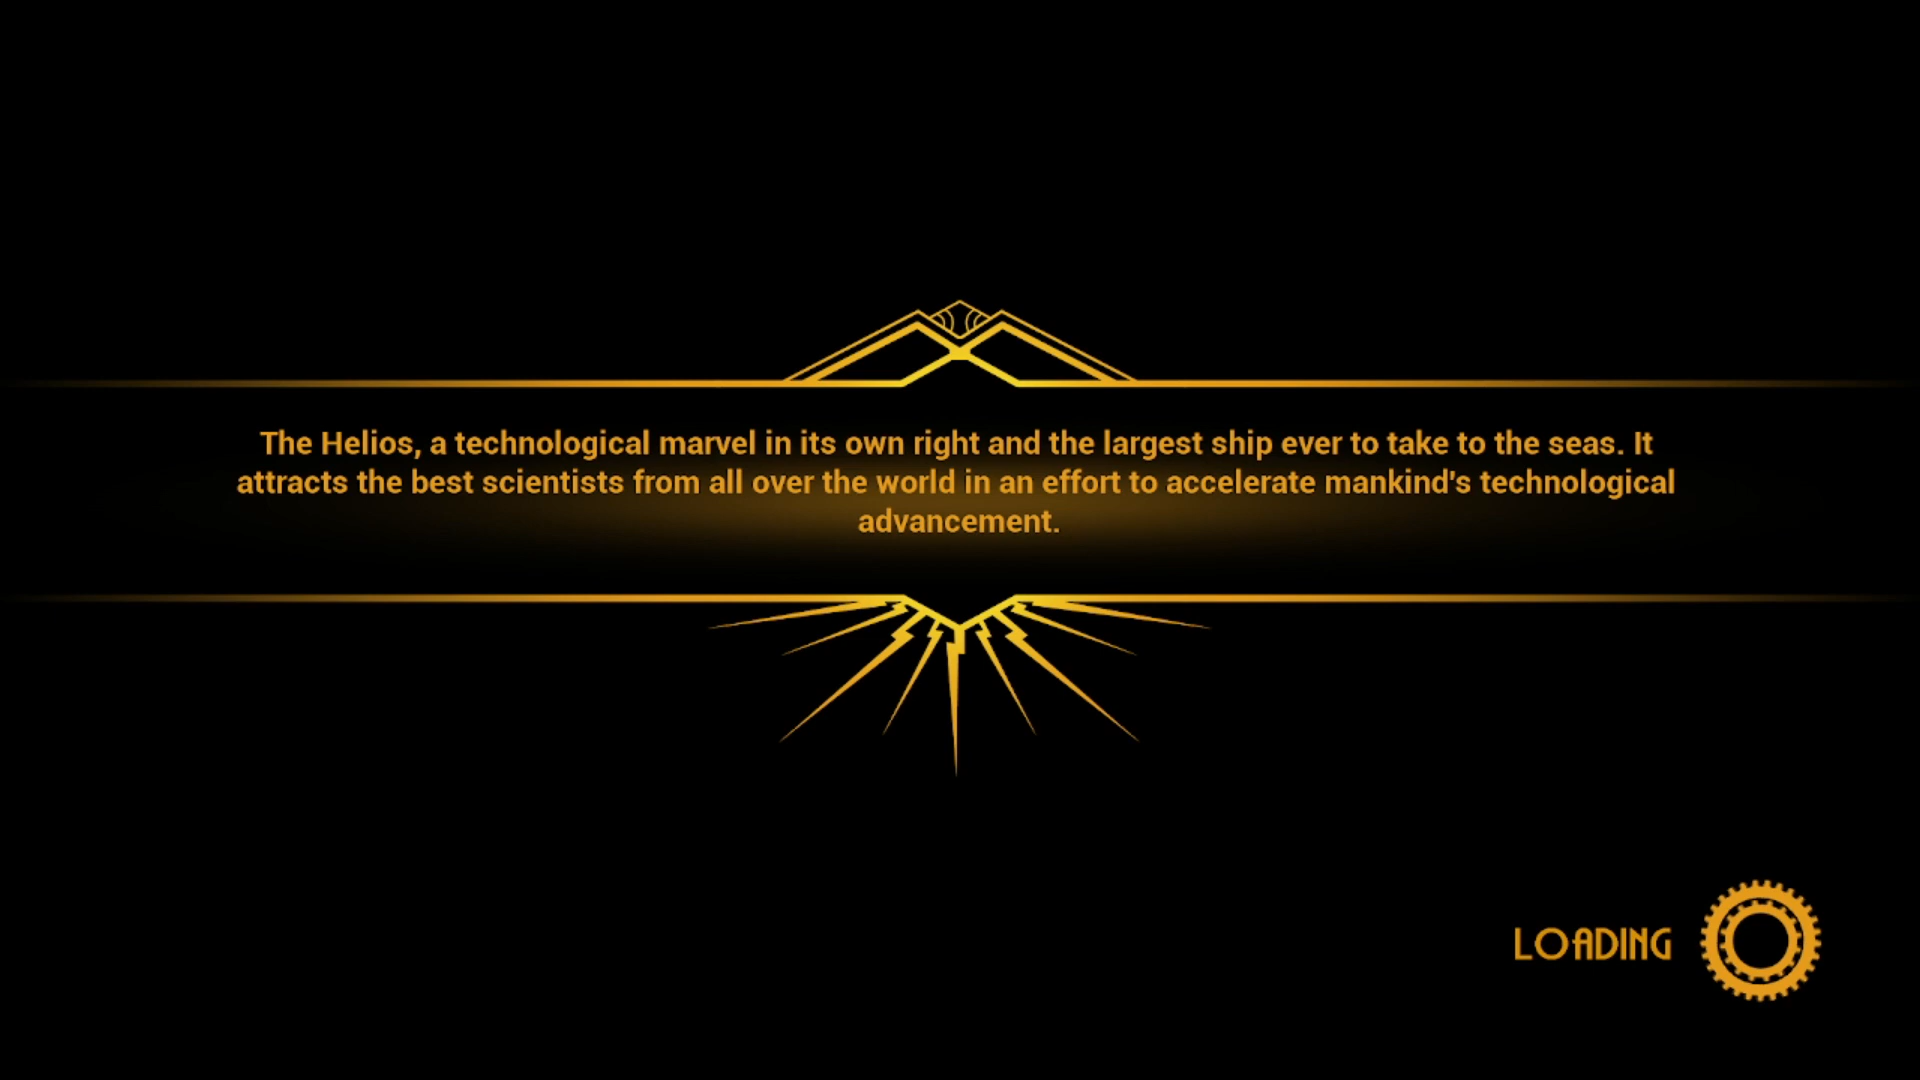 The Helios, a technological marvel in its own right and the largest ship ever to take to the seas. It
attracts the best scientists from all over the world in an effort to accelerate mankind's technological
advancement.
LOADING